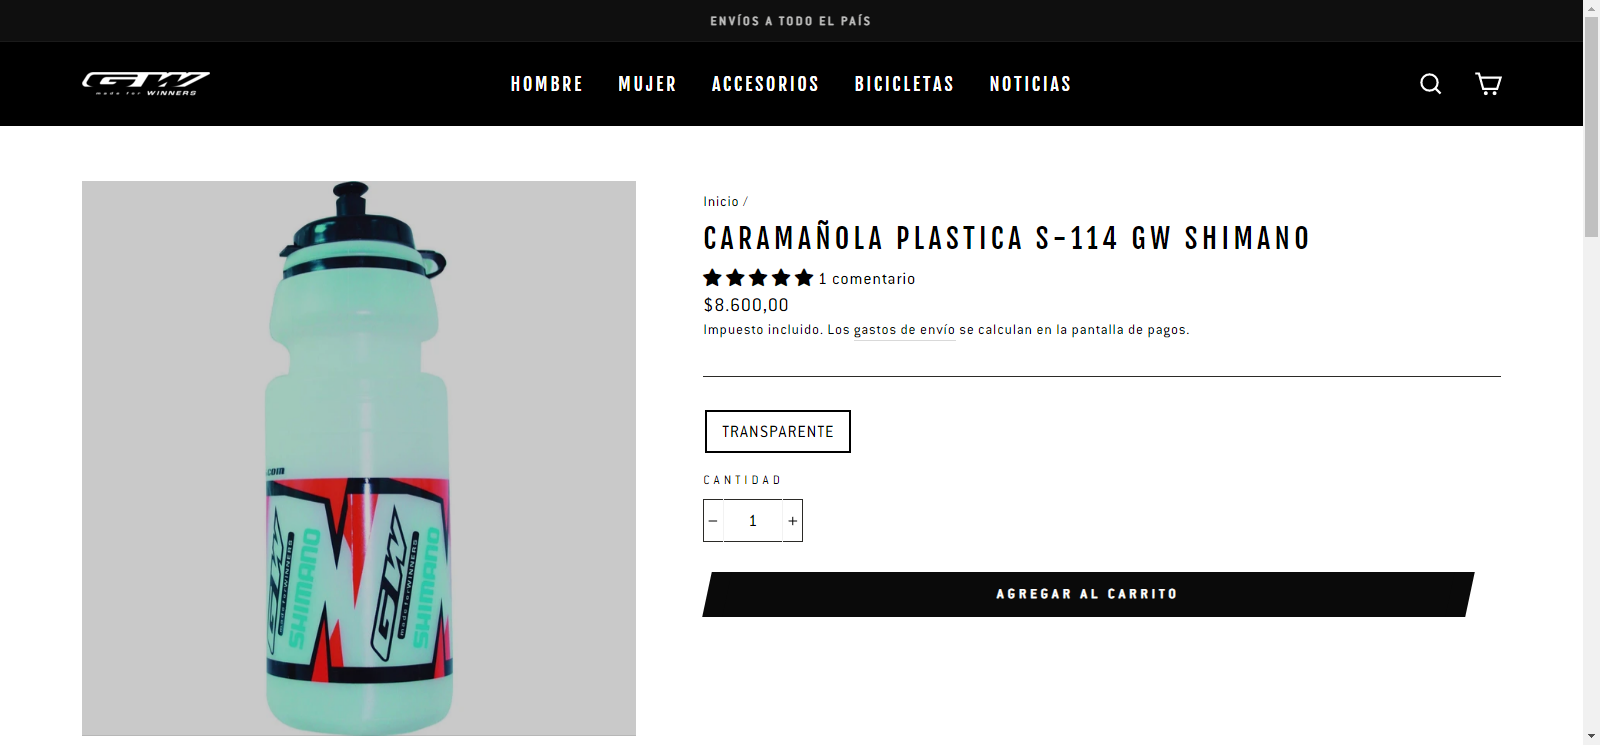 ENVÍOS A TODO EL PAÍS
GW
made for WINNERS
HOMBRE MUJER ACCESORIOS BICICLETAS NOTICIAS
Inicio /
CARAMAÑOLA PLASTICA S-114 GW SHIMANO
1 comentario
$8.600,00
Impuesto incluido. Los gastos de envío se calculan en la pantalla de pagos.
TRANSPARENTE
CANTIDAD
− 1 +
AGREGAR AL CARRITO
.com
GW
made for WINNERS
SHIMANO
GW
made for WINNERS
SHIMANO